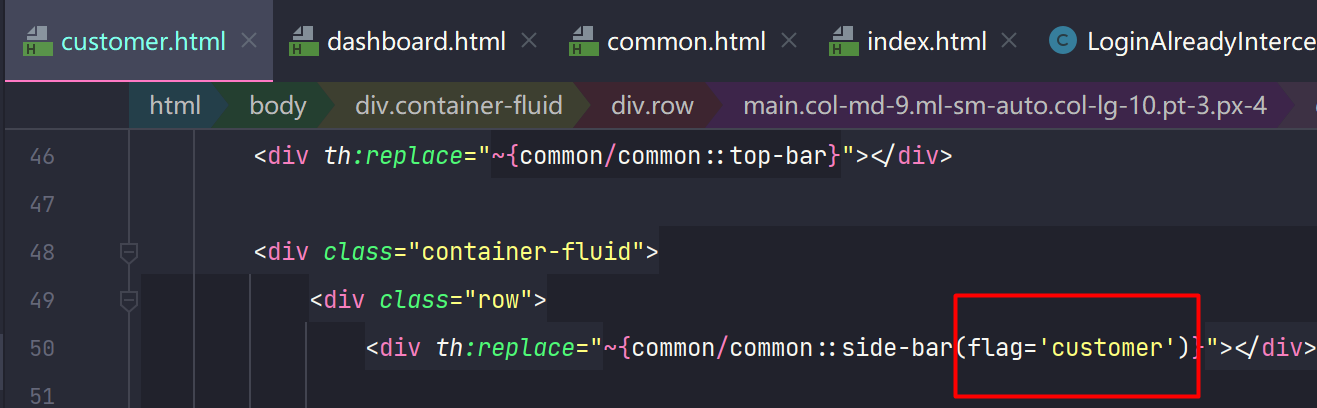 customer.html dashboard.html common.html index.html LoginAlreadyInterce
html body div.container-fluid div.row main.col-md-9.ml-sm-auto.col-lg-10.pt-3.px-4
46 <div th:replace="~{common/common::top-bar}"></div>
47
48 <div class="container-fluid">
49 <div class="row">
50 <div th:replace="~{common/common::side-bar(flag='customer')}"></div>
51